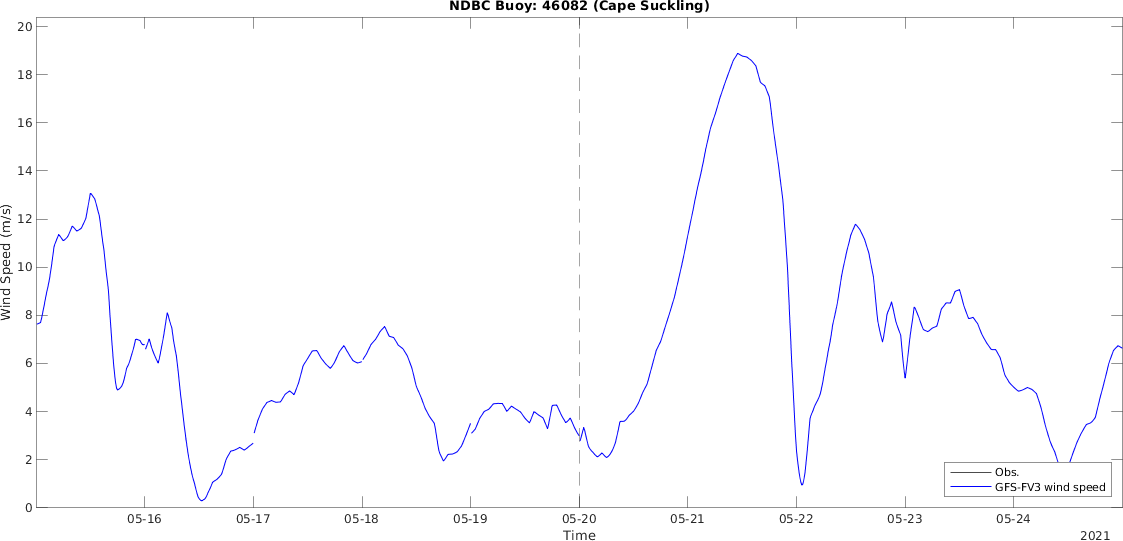 NDBC Buoy: 46082 (Cape Suckling)
20
18
16
14
12
10
8
6
4
2
0
Wind Speed (m/s)
05-16 05-17 05-18 05-19 05-20 05-21 05-22 05-23 05-24
Time
2021
Obs.
GFS-FV3 wind speed